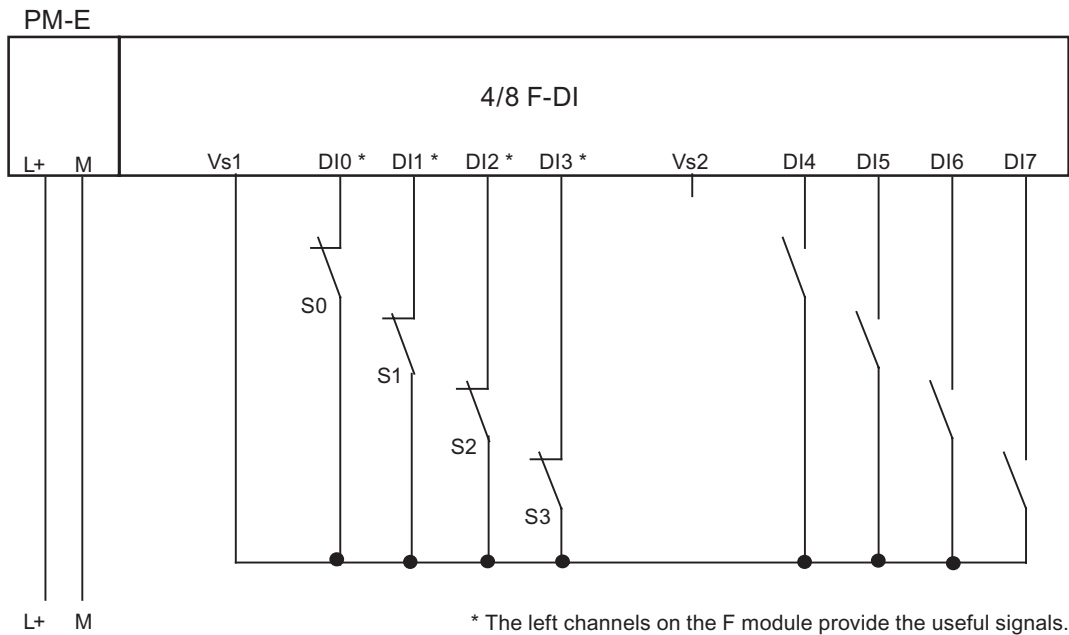 PM-E
4/8 F-DI
L+ M Vs1 DI0 * DI1 * DI2 * DI3 * Vs2 DI4 DI5 DI6 DI7
S0
S1
S2
S3
L+ M * The left channels on the F module provide the useful signals.